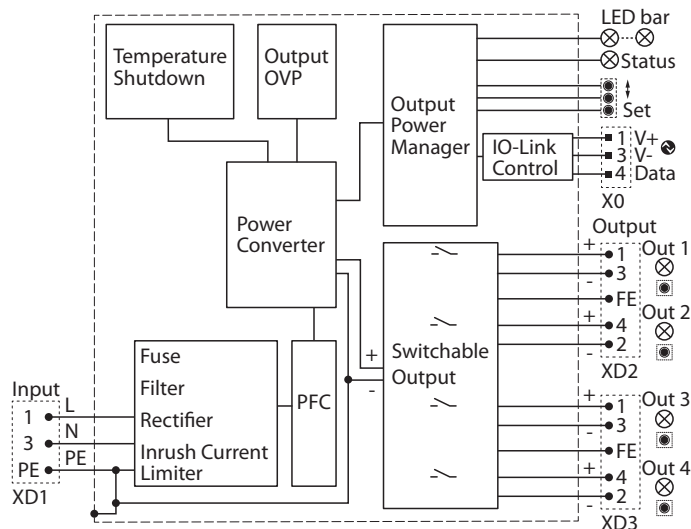 LED bar
Status
Set
Temperature
Shutdown
Output
OVP
Output
Power
Manager
IO-Link
Control
1 V+
3 V-
4 Data
X0
Power
Converter
Output
+ 1 Out 1
- 3
FE
+ 4 Out 2
- 2
XD2
Switchable
Output
+
-
Fuse
Filter
Rectifier
Inrush Current
Limiter
PFC
Input
1 L
3 N
PE PE
XD1
+ 1 Out 3
- 3
FE
+ 4 Out 4
- 2
XD3